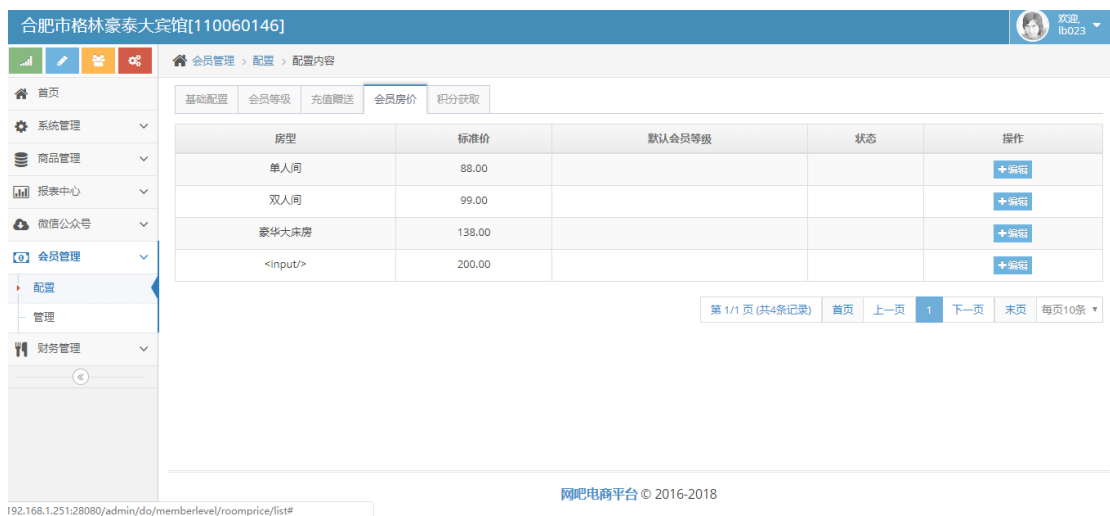 合肥市格林豪泰大宾馆[110060146]
欢迎,
lb023
会员管理 > 配置 > 配置内容
首页
系统管理
商品管理
报表中心
微信公众号
会员管理
配置
管理
财务管理
基础配置 会员等级 充值赠送 会员房价 积分获取
房型 标准价 默认会员等级 状态 操作
单人间 88.00 +编辑
双人间 99.00 +编辑
豪华大床房 138.00 +编辑
<input/> 200.00 +编辑
第 1/1 页 (共4条记录) 首页 上一页 1 下一页 末页 每页10条
网吧电商平台 © 2016-2018
192.168.1.251:28080/admin/do/memberlevel/roomprice/list#